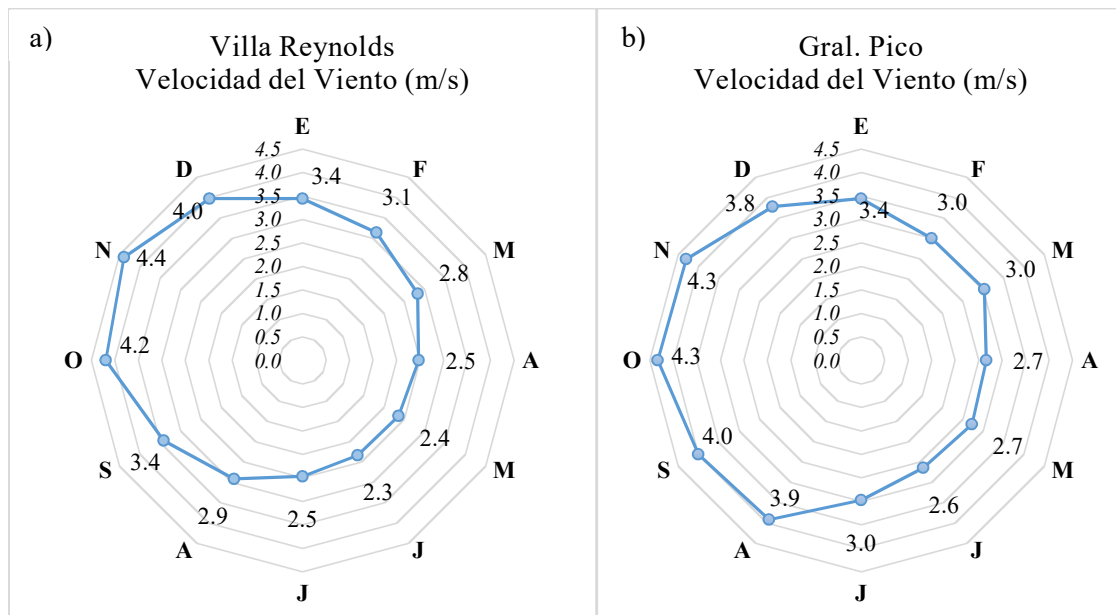 a)
Villa Reynolds
Velocidad del Viento (m/s)
E
F
M
A
M
J
J
A
S
O
N
D
4.5
4.0
3.5
3.0
2.5
2.0
1.5
1.0
0.5
0.0
3.4
3.1
2.8
2.5
2.4
2.3
2.5
2.9
3.4
4.2
4.4
4.0
b)
Gral. Pico
Velocidad del Viento (m/s)
E
F
M
A
M
J
J
A
S
O
N
D
4.5
4.0
3.5
3.0
2.5
2.0
1.5
1.0
0.5
0.0
3.4
3.0
3.0
2.7
2.7
2.6
3.0
3.9
4.0
4.3
4.3
3.8